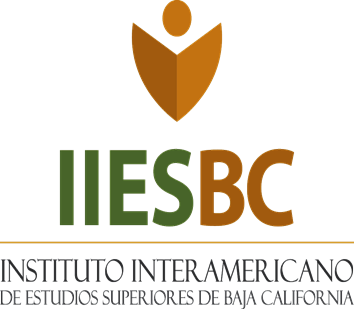 IIESBC
INSTITUTO INTERAMERICANO
DE ESTUDIOS SUPERIORES DE BAJA CALIFORNIA